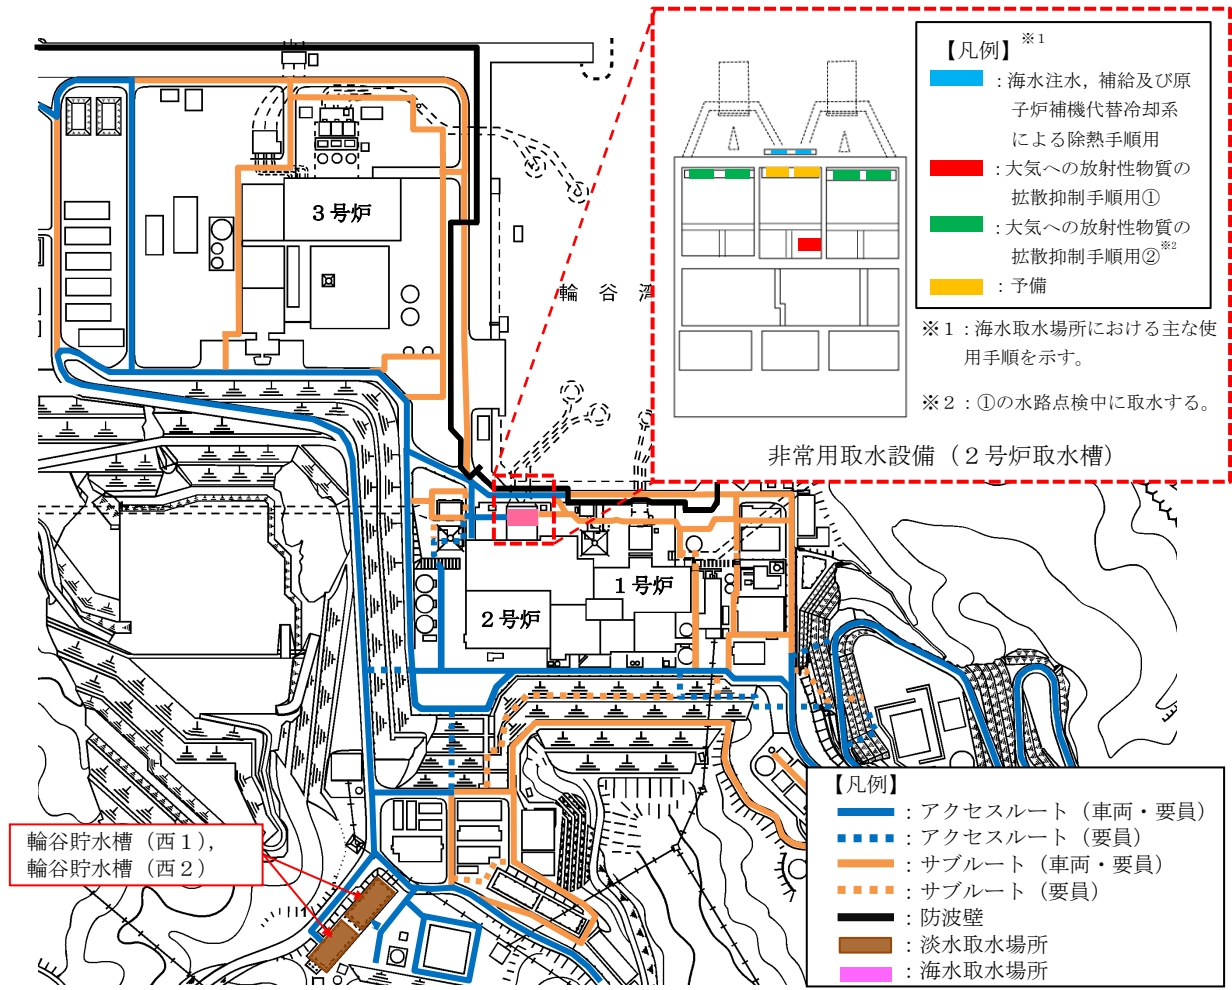 【凡例】※1
：海水注水，補給及び原
子炉補機代替冷却系
による除熱手順用
：大気への放射性物質の
拡散抑制手順用①
：大気への放射性物質の
拡散抑制手順用②※2
：予備
※1：海水取水場所における主な使
用手順を示す。
※2：①の水路点検中に取水する。
非常用取水設備（２号炉取水槽）
３号炉
輪谷湾
１号炉
２号炉
輪谷貯水槽（西１），
輪谷貯水槽（西２）
【凡例】
：アクセスルート（車両・要員）
：アクセスルート（要員）
：サブルート（車両・要員）
：サブルート（要員）
：防波壁
：淡水取水場所
：海水取水場所